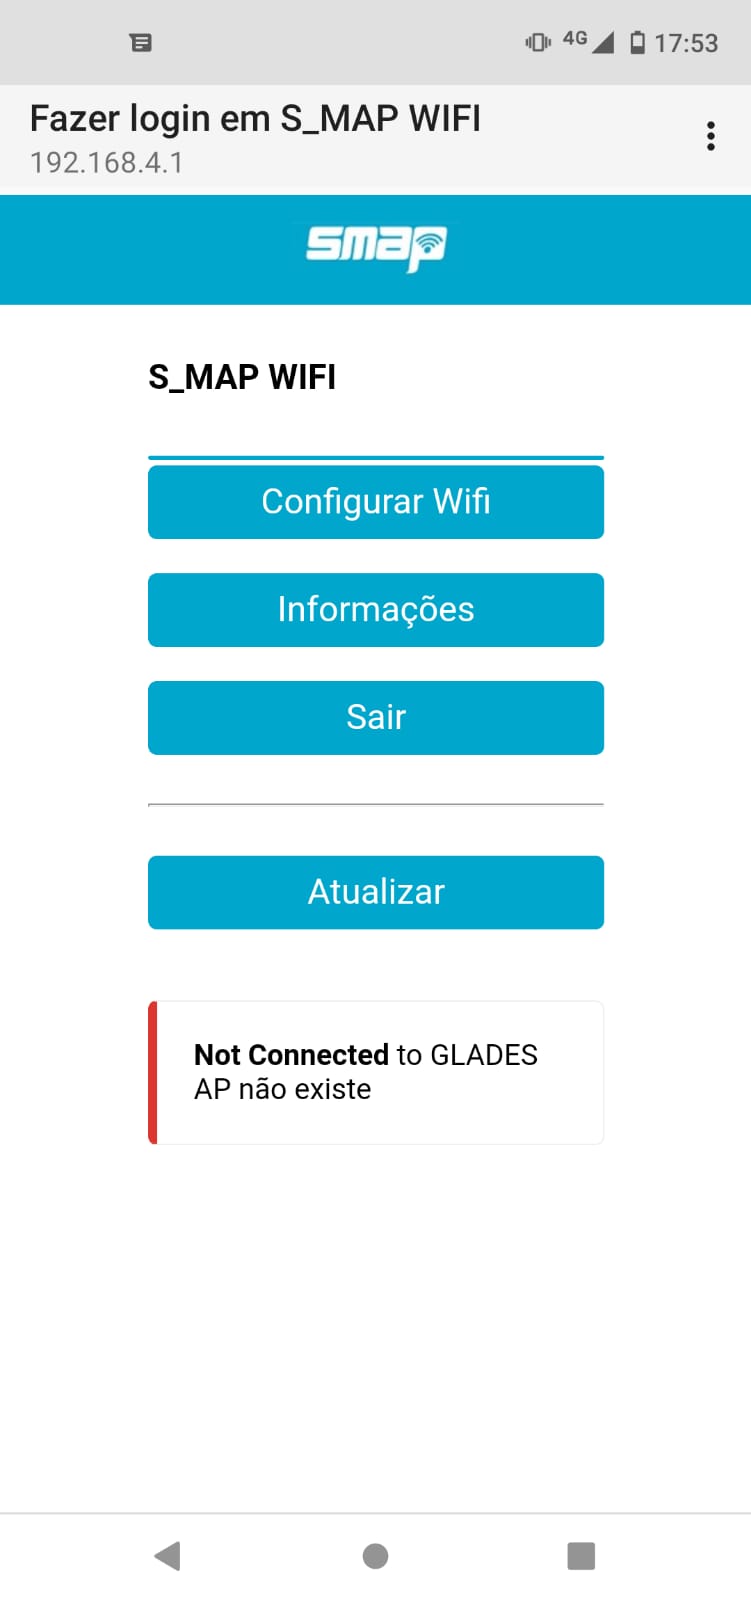 4G 17:53
Fazer login em S_MAP WIFI
192.168.4.1
smap
S_MAP WIFI
Configurar Wifi
Informações
Sair
Atualizar
Not Connected to GLADES
AP não existe